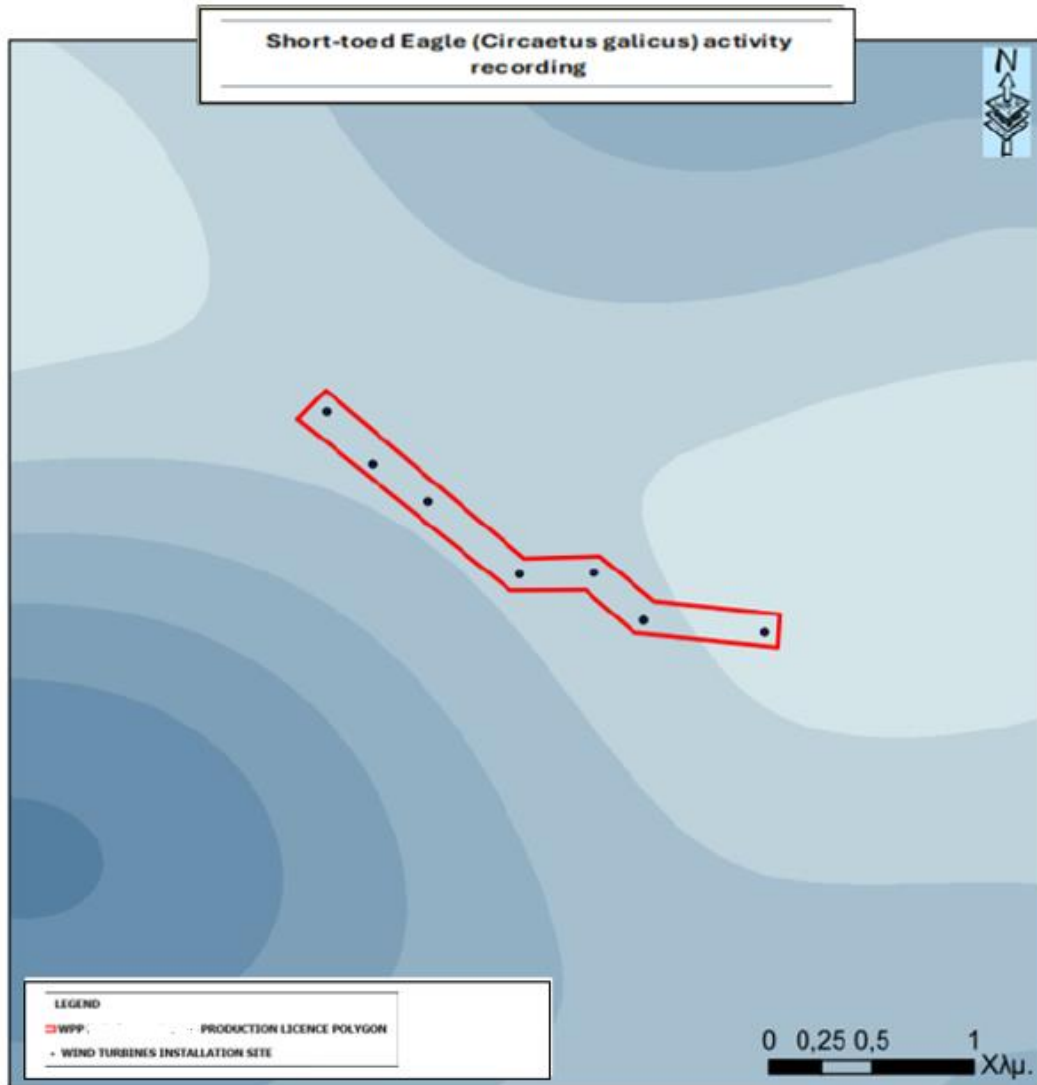 Short-toed Eagle (Circaetus galicus) activity
recording
N
LEGEND
WPP PRODUCTION LICENCE POLYGON
WIND TURBINES INSTALLATION SITE
0 0,25 0,5 1
Χλμ.